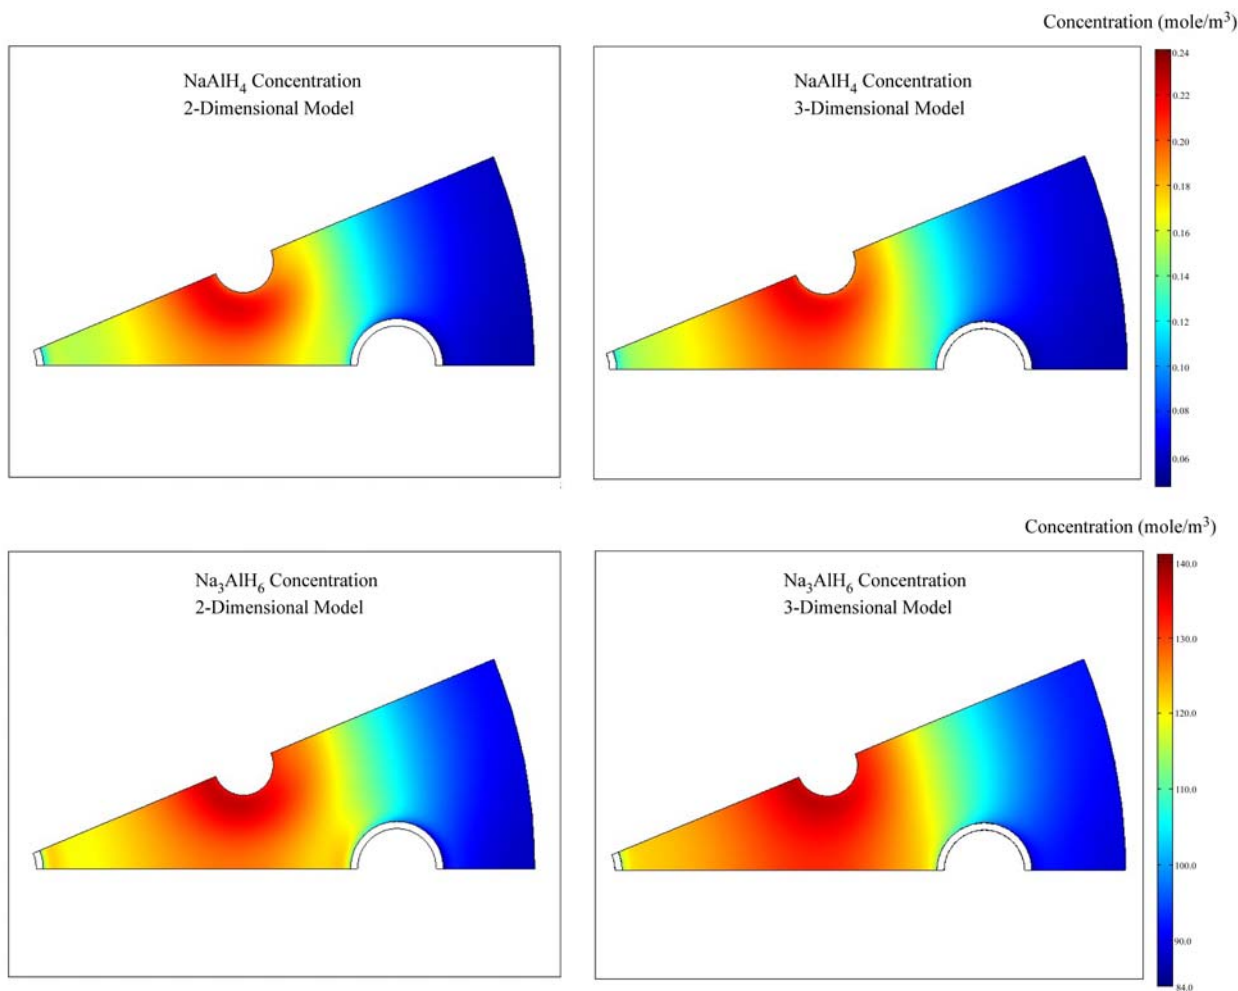 Concentration (mole/m³)
NaAlH₄ Concentration
2-Dimensional Model
NaAlH₄ Concentration
3-Dimensional Model
0.24
0.22
0.20
0.18
0.16
0.14
0.12
0.10
0.08
0.06
Concentration (mole/m³)
Na₃AlH₆ Concentration
2-Dimensional Model
Na₃AlH₆ Concentration
3-Dimensional Model
140.0
130.0
120.0
110.0
100.0
90.0
84.0